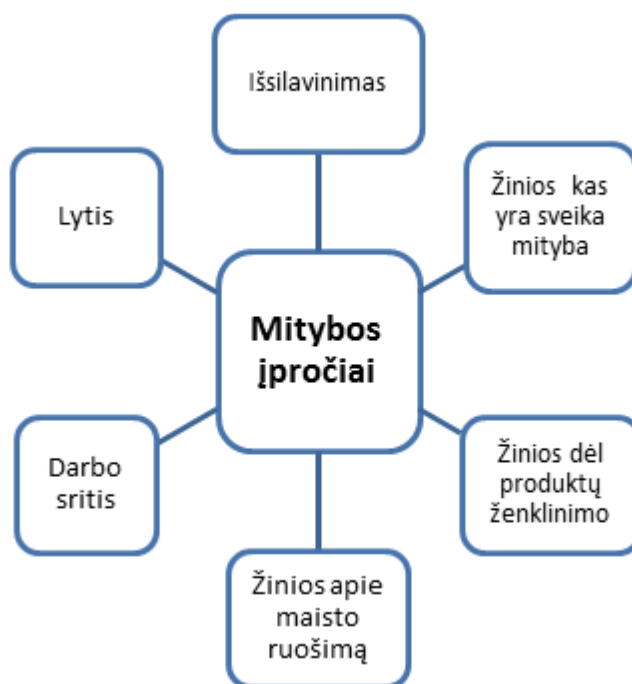 Išsilavinimas
Žinios kas
yra sveika
mityba
Lytis
Mitybos
įpročiai
Žinios dėl
produktų
ženklinimo
Darbo
sritis
Žinios apie
maisto
ruošimą